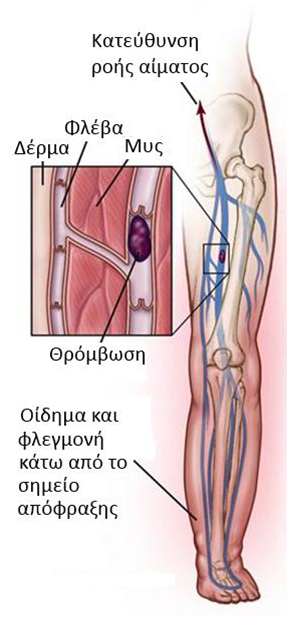 Κατεύθυνση
ροής αίματος
Φλέβα
Δέρμα
Μυς
Θρόμβωση
Οίδημα και
φλεγμονή
κάτω από το
σημείο
απόφραξης